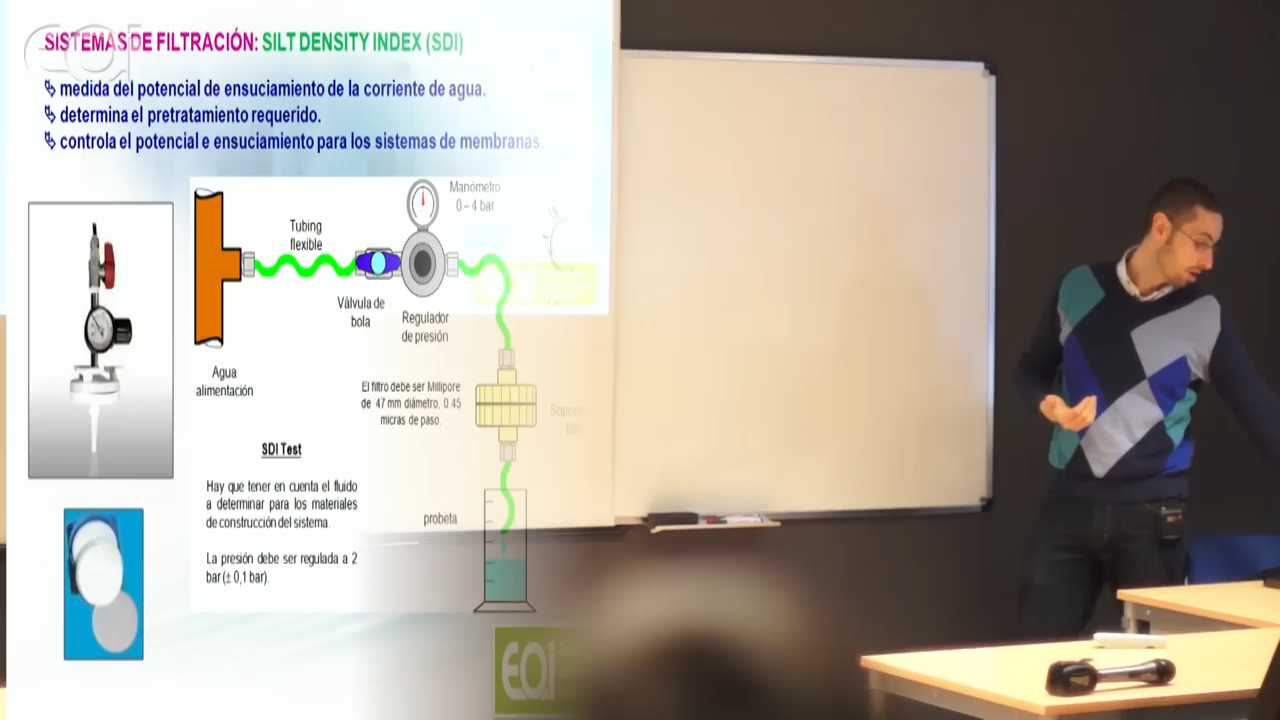 SISTEMAS DE FILTRACIÓN: SILT DENSITY INDEX (SDI)
medida del potencial de ensuciamiento de la corriente de agua.
determina el pretratamiento requerido.
controla el potencial e ensuciamiento para los sistemas de membranas.
Manómetro
0 – 4 bar
Tubing
flexible
Válvula de
bola
Regulador
de presión
Agua
alimentación
El filtro debe ser Millipore
de 47 mm diámetro, 0.45
micras de paso.
SDI Test
Hay que tener en cuenta el fluido
a determinar para los materiales
de construcción del sistema.
probeta
La presión debe ser regulada a 2
bar (± 0,1 bar).
eoi